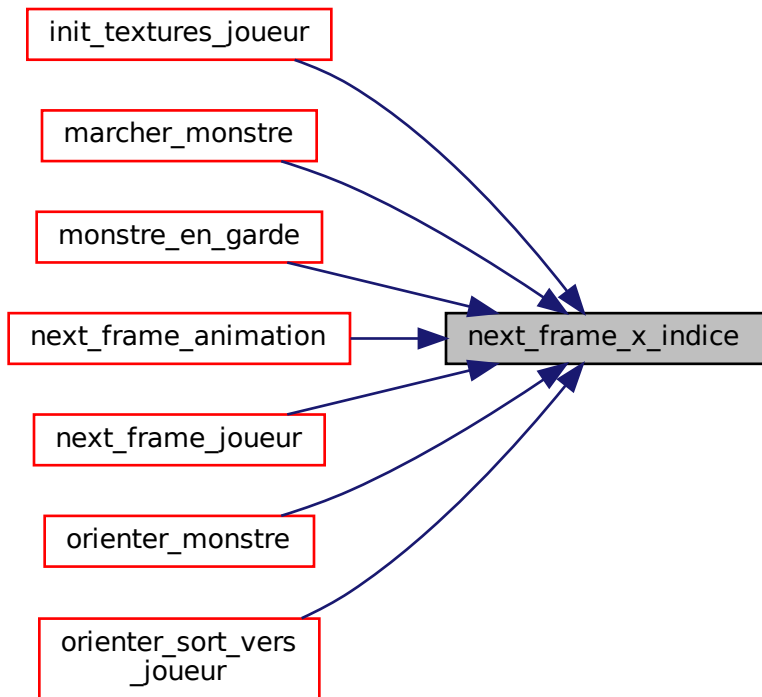 init_textures_joueur
marcher_monstre
monstre_en_garde
next_frame_animation
next_frame_x_indice
next_frame_joueur
orienter_monstre
orienter_sort_vers
_joueur